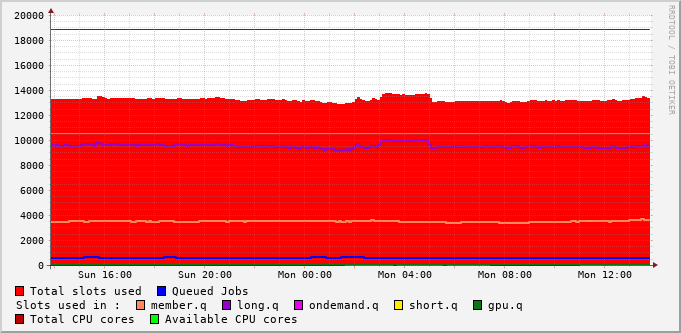 RRDTOOL / TOBI OETIKER
20000
18000
16000
14000
12000
10000
8000
6000
4000
2000
0
Sun 16:00 Sun 20:00 Mon 00:00 Mon 04:00 Mon 08:00 Mon 12:00
Total slots used Queued Jobs
Slots used in : member.q long.q ondemand.q short.q gpu.q
Total CPU cores Available CPU cores